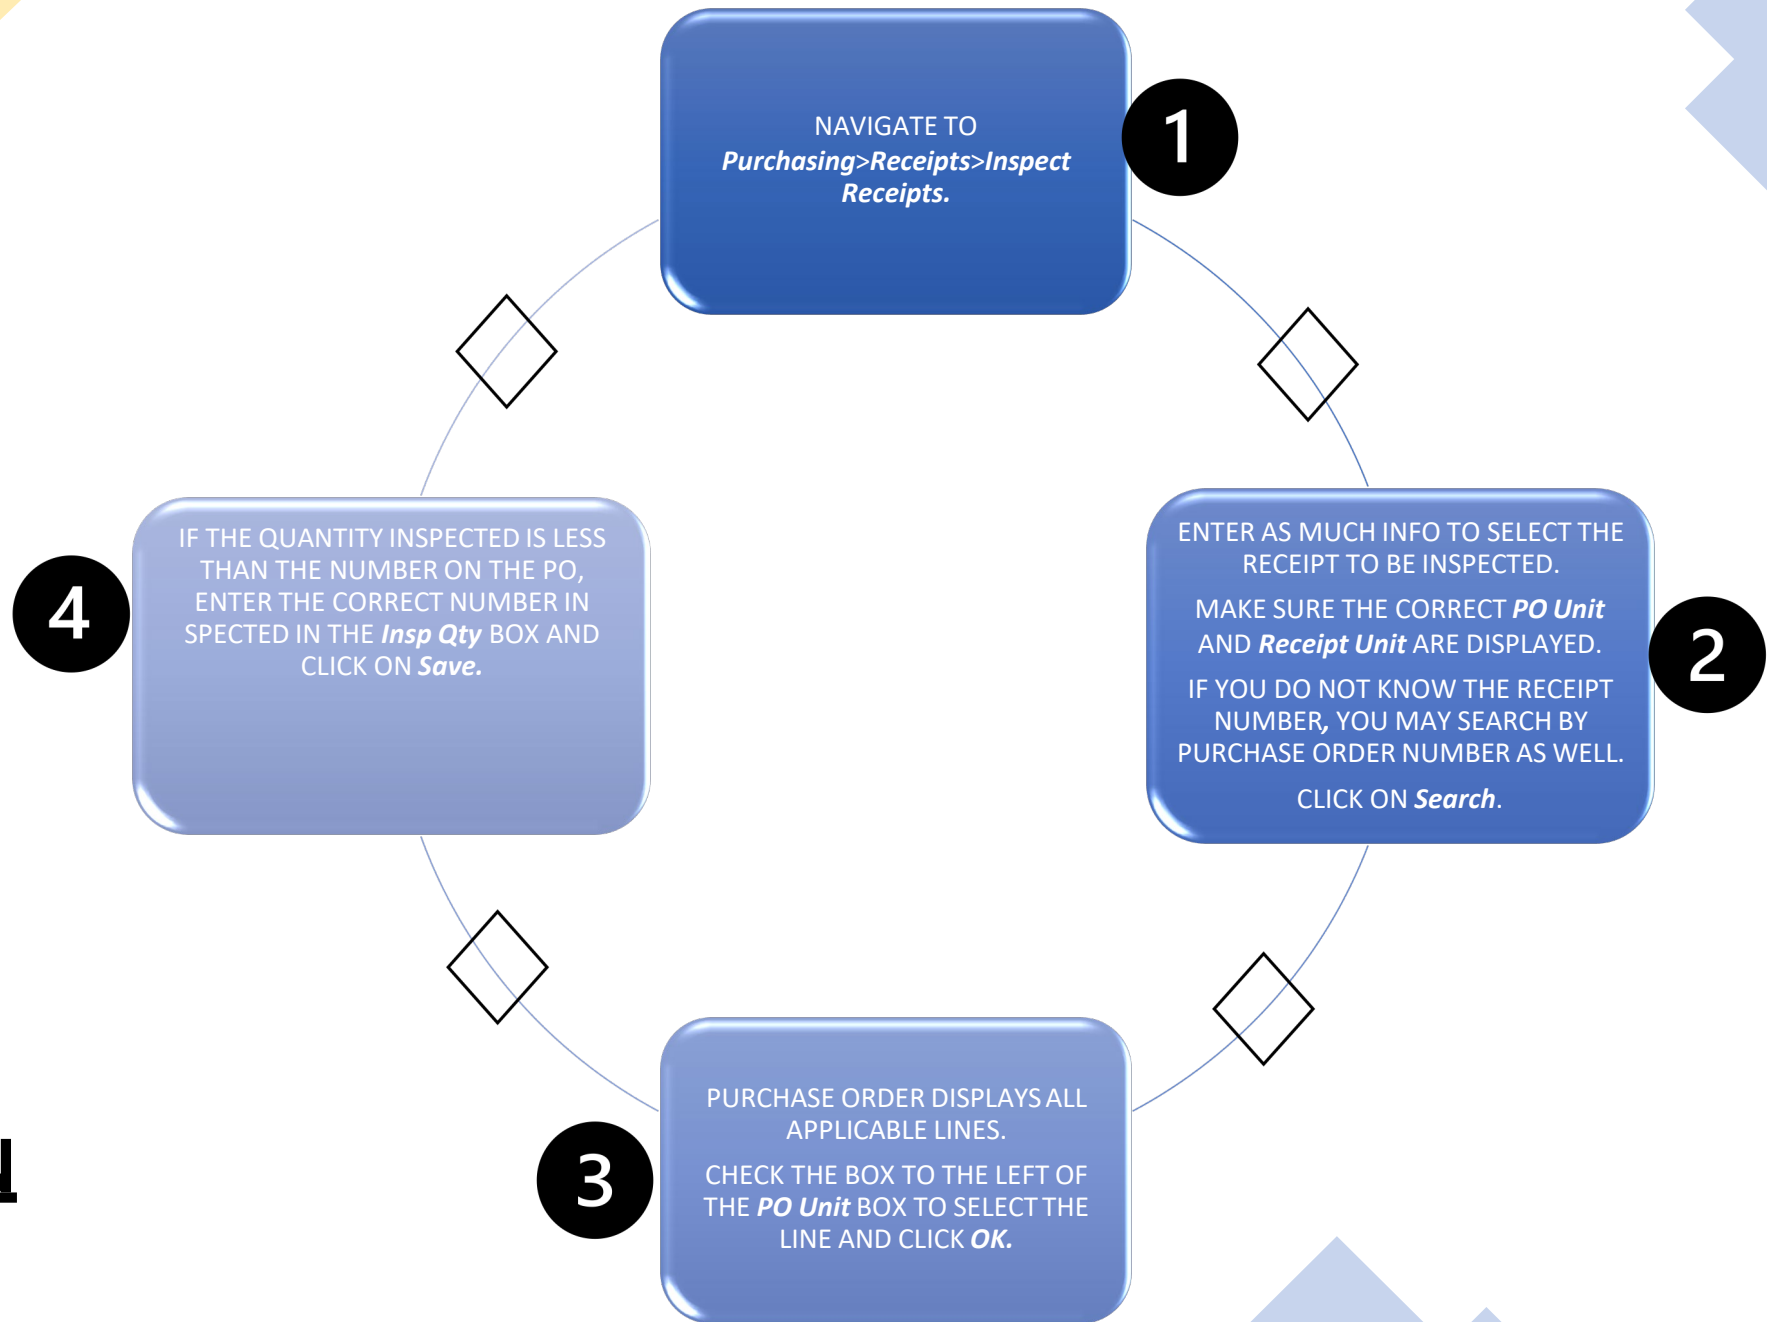 NAVIGATE TO
Purchasing>Receipts>Inspect
Receipts.
1
ENTER AS MUCH INFO TO SELECT THE
RECEIPT TO BE INSPECTED.
MAKE SURE THE CORRECT PO Unit
AND Receipt Unit ARE DISPLAYED.
IF YOU DO NOT KNOW THE RECEIPT
NUMBER, YOU MAY SEARCH BY
PURCHASE ORDER NUMBER AS WELL.
CLICK ON Search.
2
PURCHASE ORDER DISPLAYS ALL
APPLICABLE LINES.
CHECK THE BOX TO THE LEFT OF
THE PO Unit BOX TO SELECT THE
LINE AND CLICK OK.
3
IF THE QUANTITY INSPECTED IS LESS
THAN THE NUMBER ON THE PO,
ENTER THE CORRECT NUMBER IN
SPECTED IN THE Insp Qty BOX AND
CLICK ON Save.
4